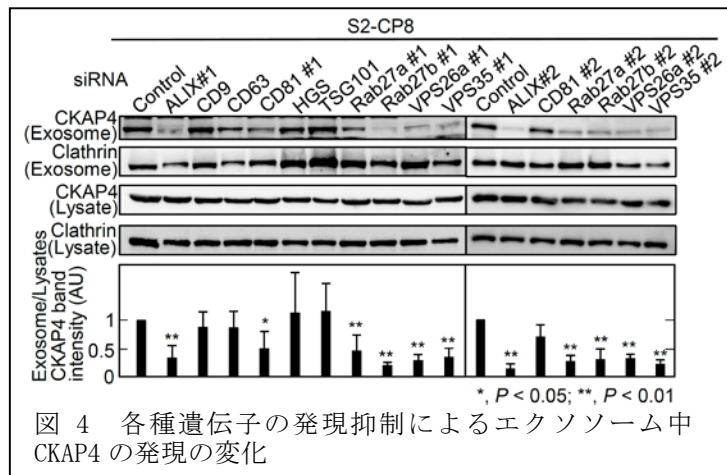 S2-CP8
siRNA
Control
ALIX#1
CD9
CD63
CD81 #1
HGS
TSG101
Rab27a #1
Rab27b #1
VPS26a #1
VPS35 #1
Control
ALIX#2
CD81 #2
Rab27a #2
Rab27b #2
VPS26a #2
VPS35 #2
CKAP4
(Exosome)
Clathrin
(Exosome)
CKAP4
(Lysate)
Clathrin
(Lysate)
Exosome/Lysates
CKAP4 band
intensity (AU)
1
0.5
0
** * ** ** ** **
** ** ** ** **
*, P < 0.05; **, P < 0.01
図 4 各種遺伝子の発現抑制によるエクソソーム中
CKAP4 の発現の変化